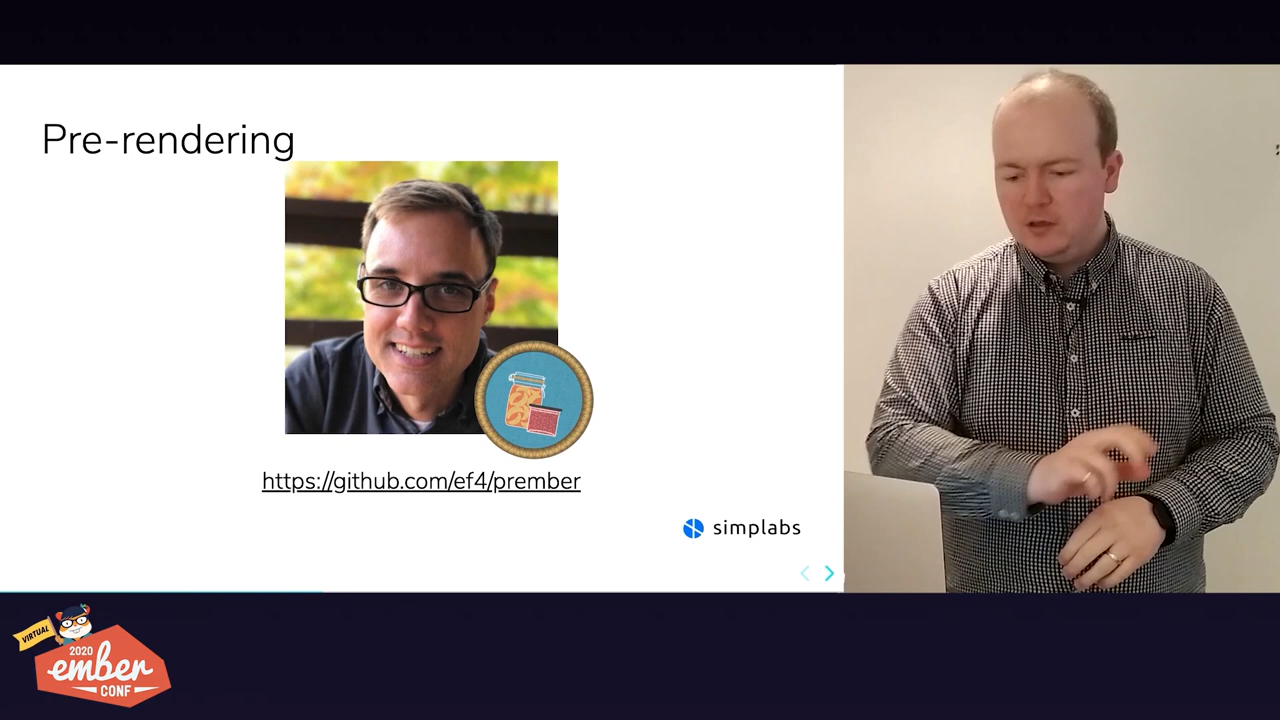 Pre-rendering
https://github.com/ef4/prember
simplabs
VIRTUAL
2020
ember
CONF